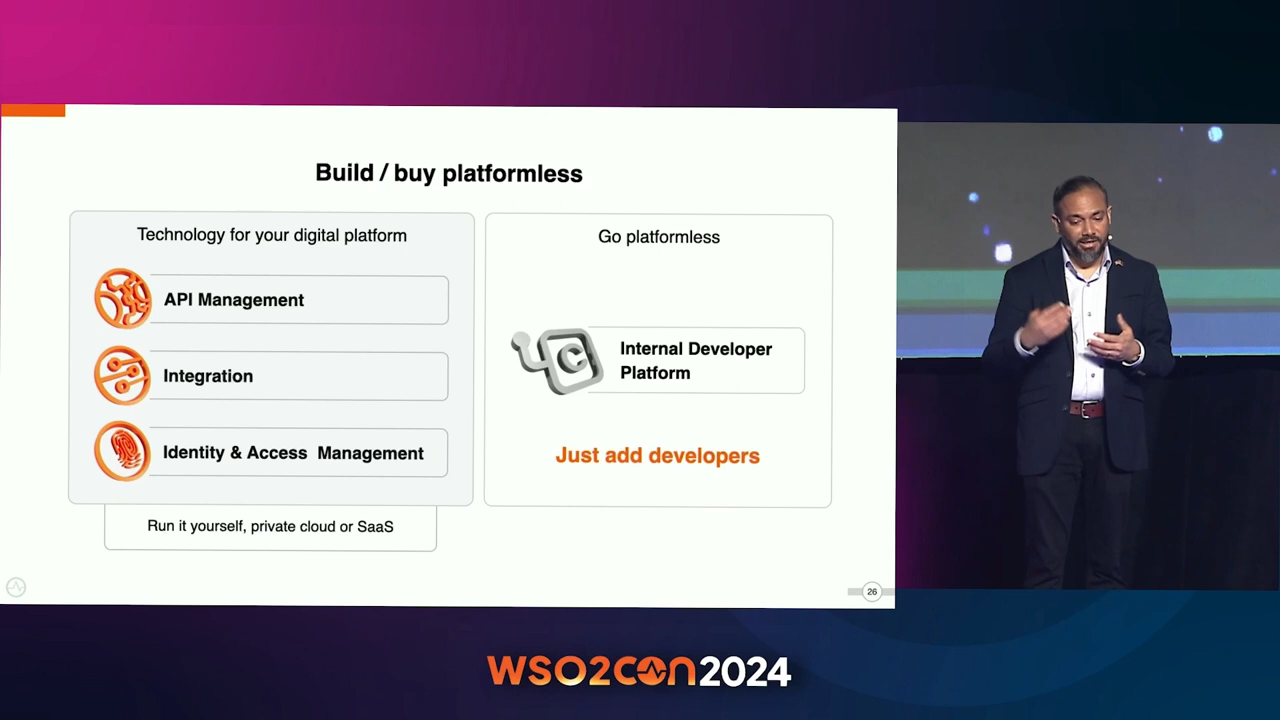 Build / buy platformless
Technology for your digital platform
API Management
Integration
Identity & Access Management
Run it yourself, private cloud or SaaS
Go platformless
C
Internal Developer
Platform
Just add developers
26
WSO2CON2024